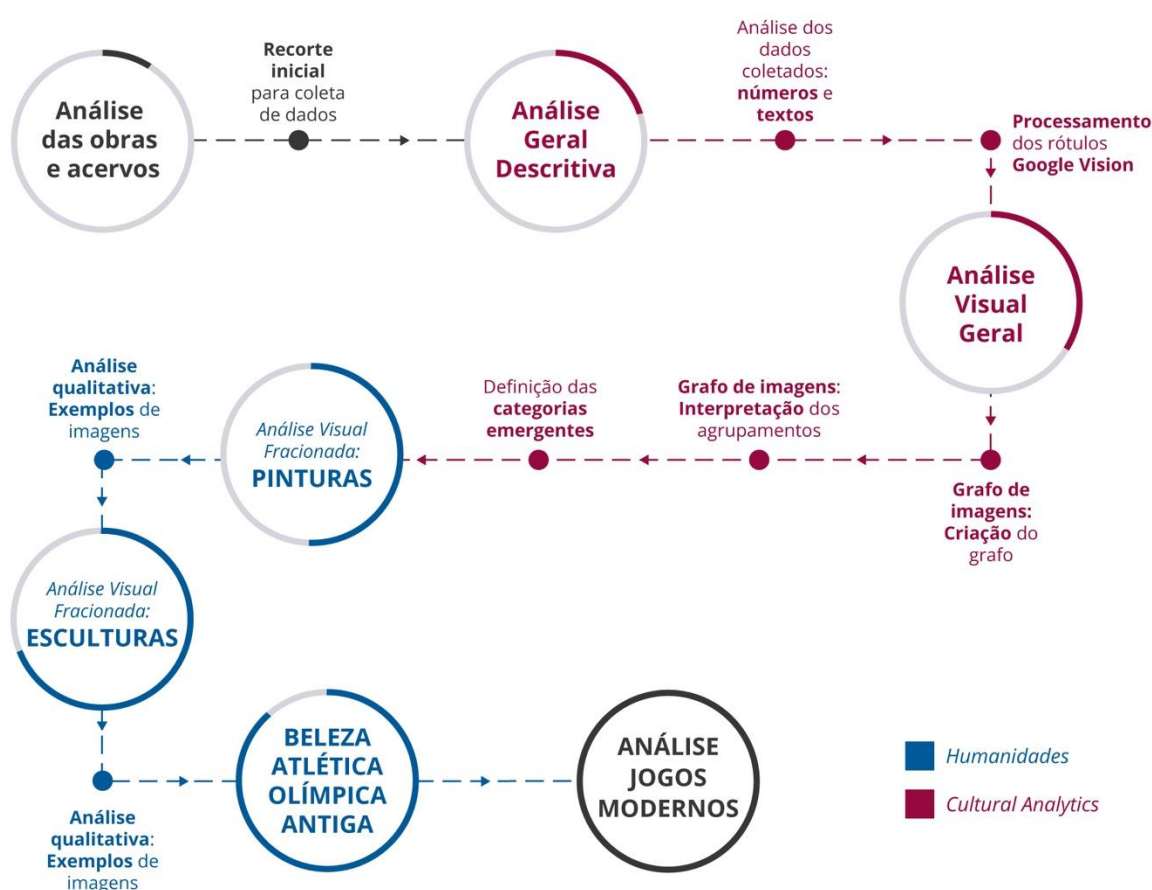 Análise
das obras
e acervos
Recorte
inicial
para coleta
de dados
Análise
Geral
Descritiva
Análise dos
dados
coletados:
números e
textos
Processamento
dos rótulos
Google Vision
Análise
Visual
Geral
Grafo de
imagens:
Criação do
grafo
Grafo de imagens:
Interpretação dos
agrupamentos
Definição das
categorias
emergentes
Análise Visual
Fracionada:
PINTURAS
Análise
qualitativa:
Exemplos de
imagens
Análise Visual
Fracionada:
ESCULTURAS
Análise
qualitativa:
Exemplos de
imagens
BELEZA
ATLÉTICA
OLÍMPICA
ANTIGA
ANÁLISE
JOGOS
MODERNOS
Humanidades
Cultural Analytics